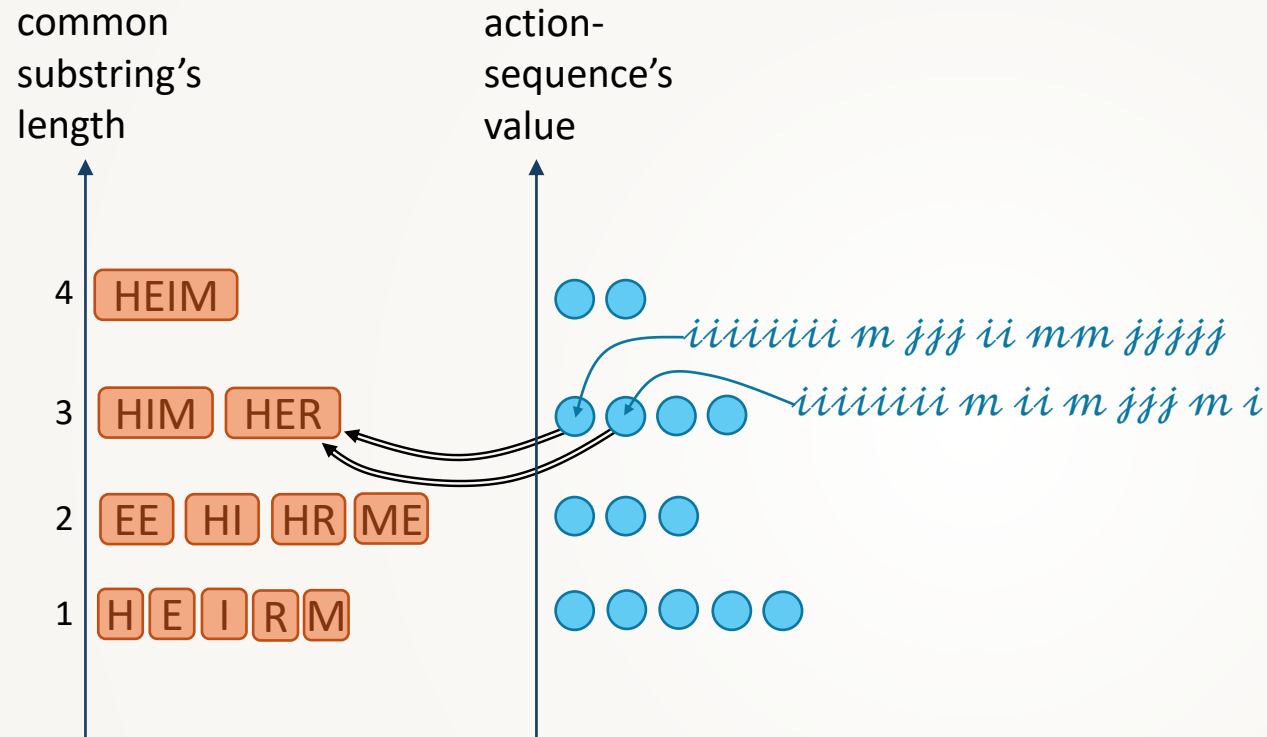 common
substring's
length
action-
sequence's
value
4
HEIM
3
HIM HER
2
EE HI HR ME
1
H E I R M
iiiiiiii m jjj ii mm jjjjj
iiiiiiii m ii m jjj m i